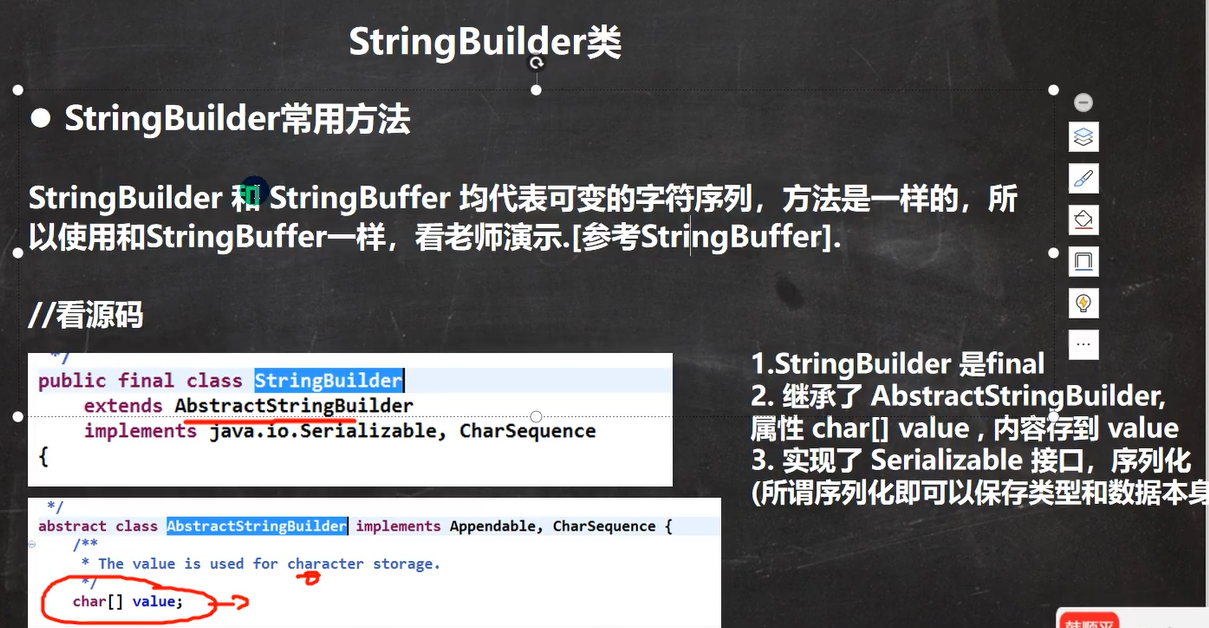 StringBuilder类
● StringBuilder常用方法
StringBuilder 和 StringBuffer 均代表可变的字符序列，方法是一样的，所
以使用和StringBuffer一样，看老师演示.[参考StringBuffer].
//看源码
*/
public final class StringBuilder
extends AbstractStringBuilder
implements java.io.Serializable, CharSequence
{
*/
abstract class AbstractStringBuilder implements Appendable, CharSequence {
/**
* The value is used for character storage.
*/
char[] value;
1.StringBuilder 是final
2. 继承了 AbstractStringBuilder,
属性 char[] value , 内容存到 value
3. 实现了 Serializable 接口，序列化
(所谓序列化即可以保存类型和数据本身
韩顺平